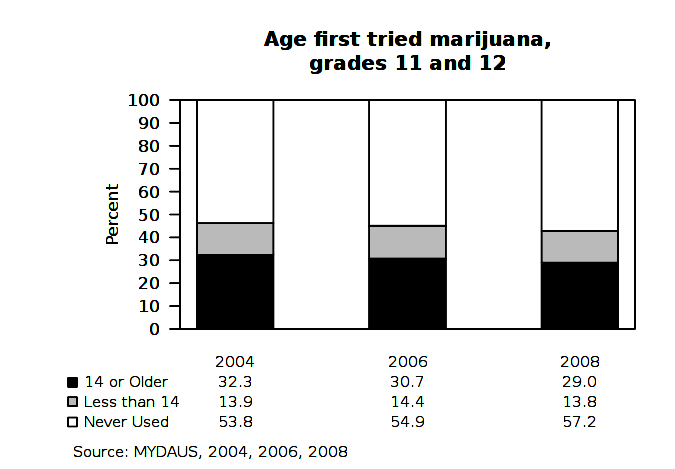 Age first tried marijuana,
grades 11 and 12
Percent
100
90
80
70
60
50
40
30
20
10
0
2004 2006 2008
14 or Older 32.3 30.7 29.0
Less than 14 13.9 14.4 13.8
Never Used 53.8 54.9 57.2
Source: MYDAUS, 2004, 2006, 2008